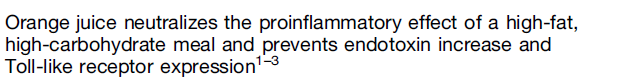 Orange juice neutralizes the proinflammatory effect of a high-fat,
high-carbohydrate meal and prevents endotoxin increase and
Toll-like receptor expression¹⁻³